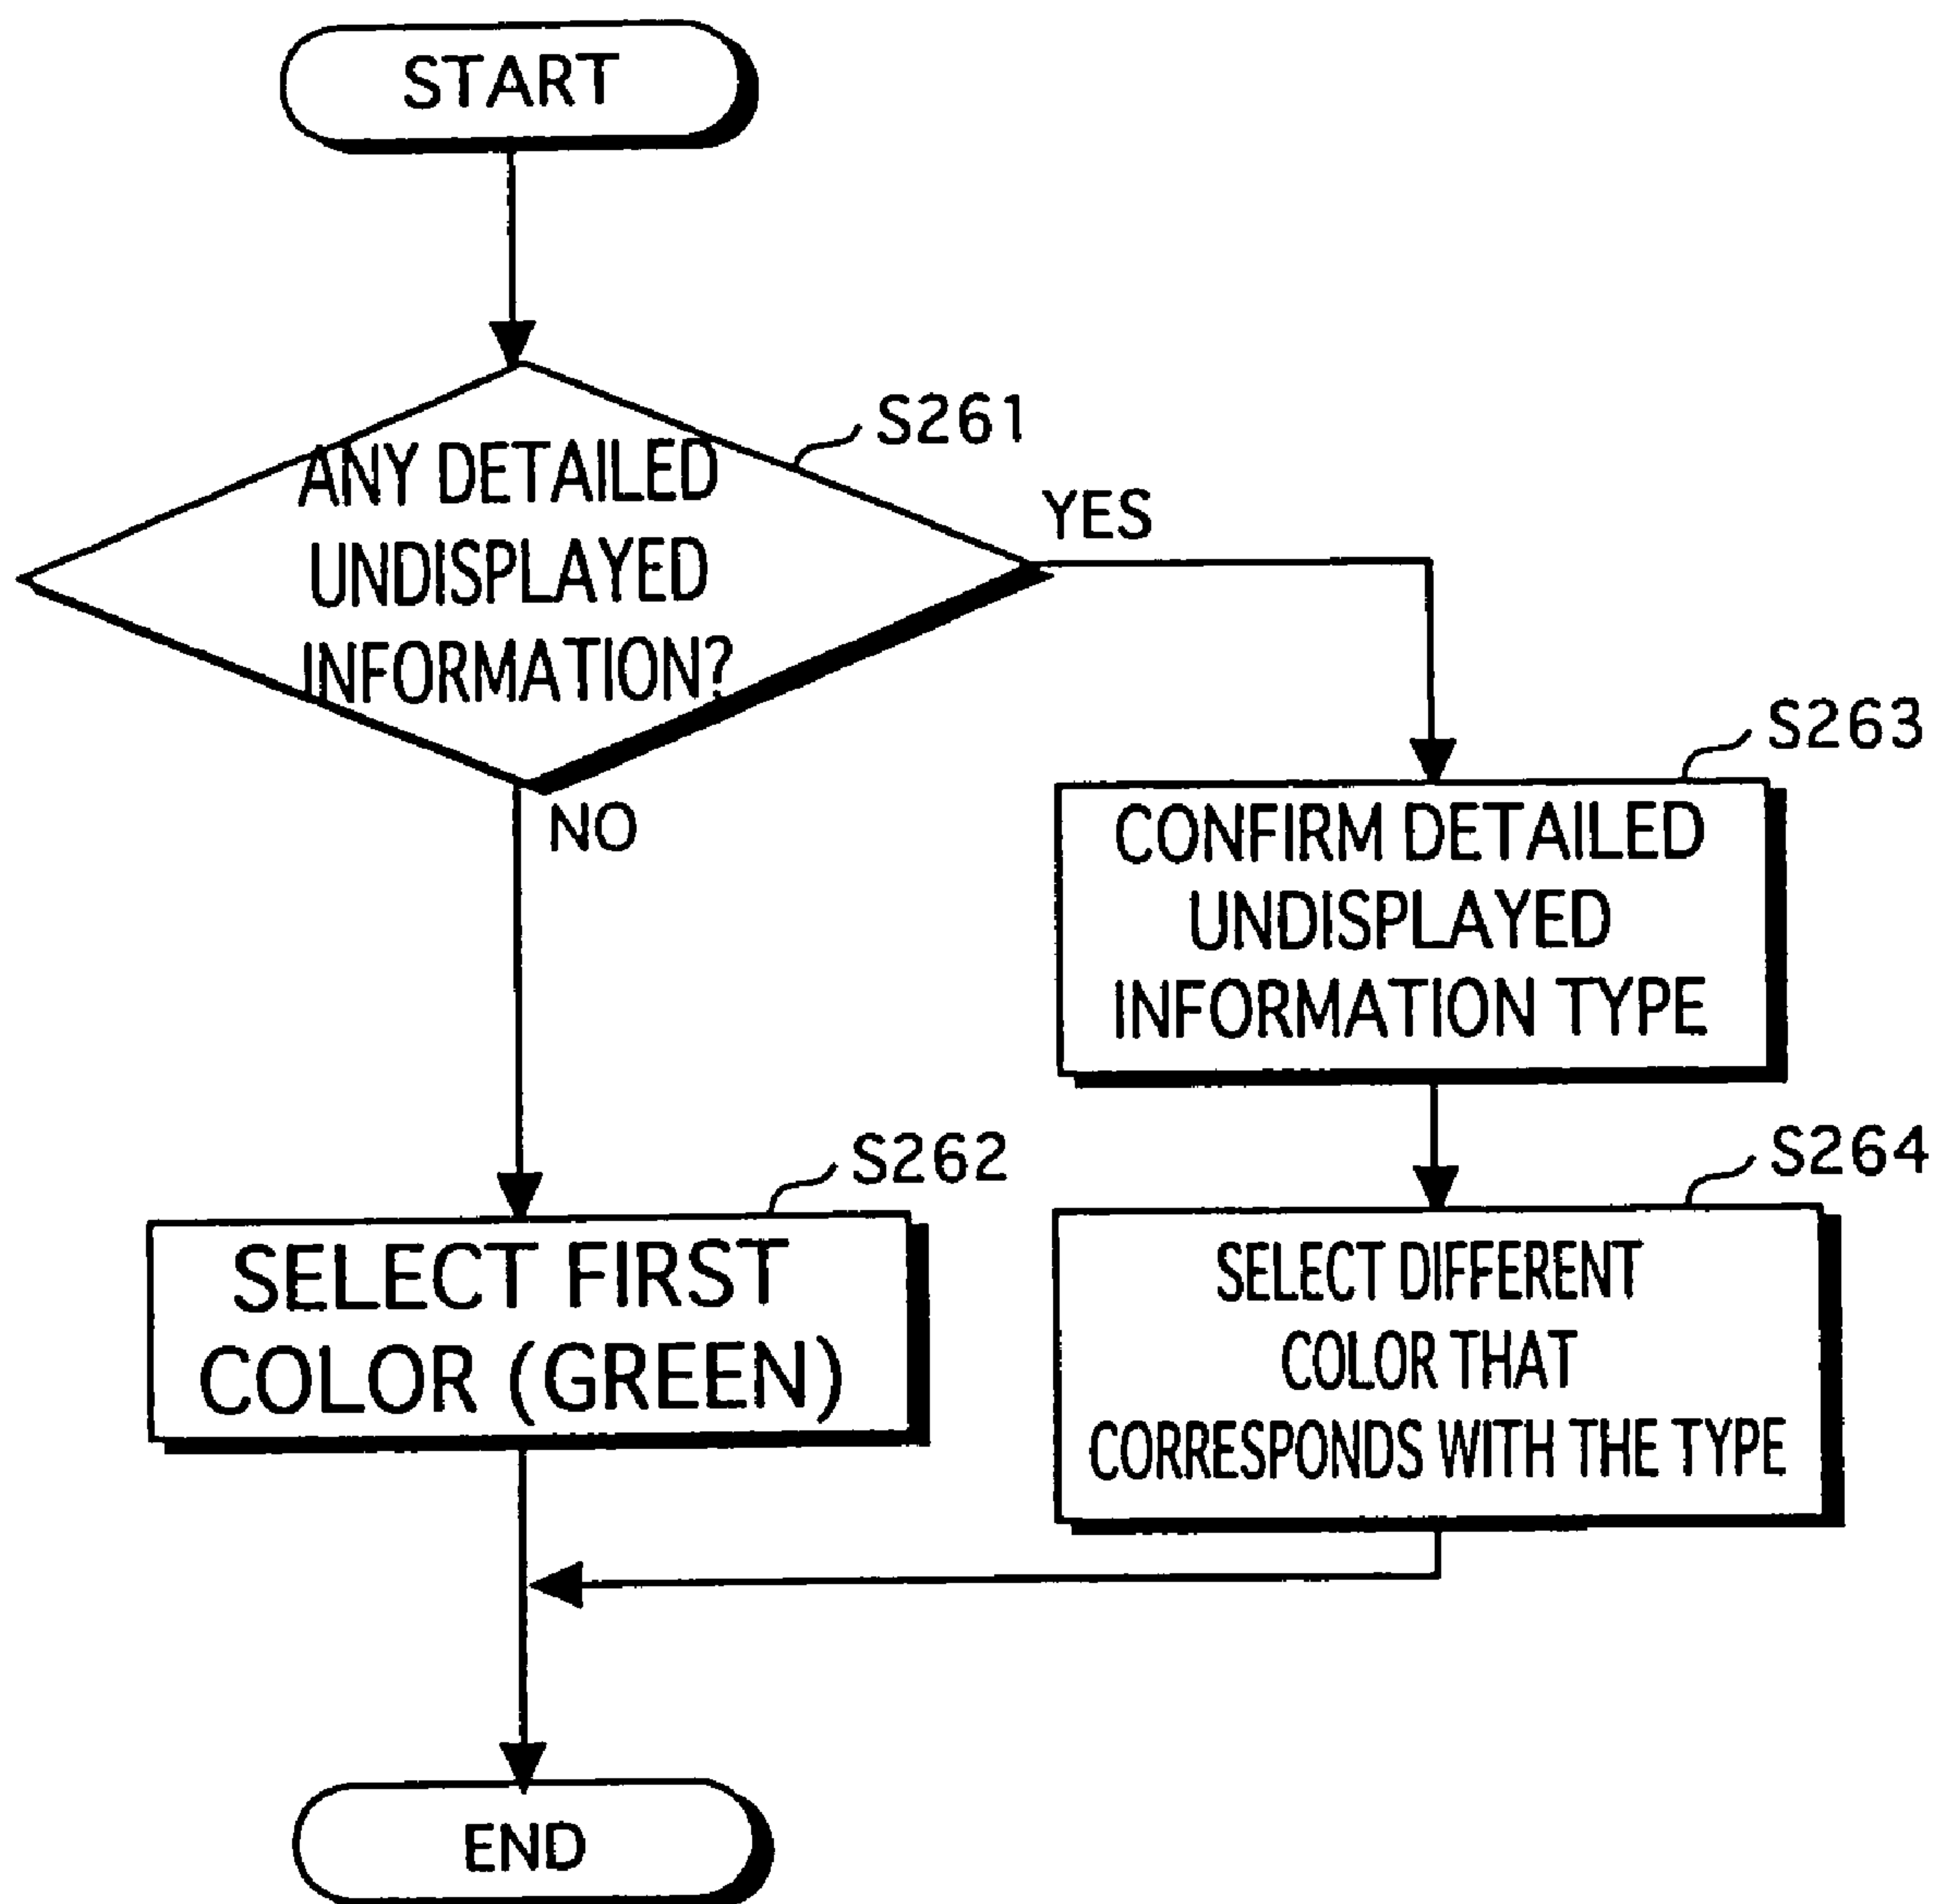 START
S261
ANY DETAILED
UNDISPLAYED
INFORMATION?
YES
NO
S263
CONFIRM DETAILED
UNDISPLAYED
INFORMATION TYPE
S262
SELECT FIRST
COLOR (GREEN)
S264
SELECT DIFFERENT
COLOR THAT
CORRESPONDS WITH THE TYPE
END